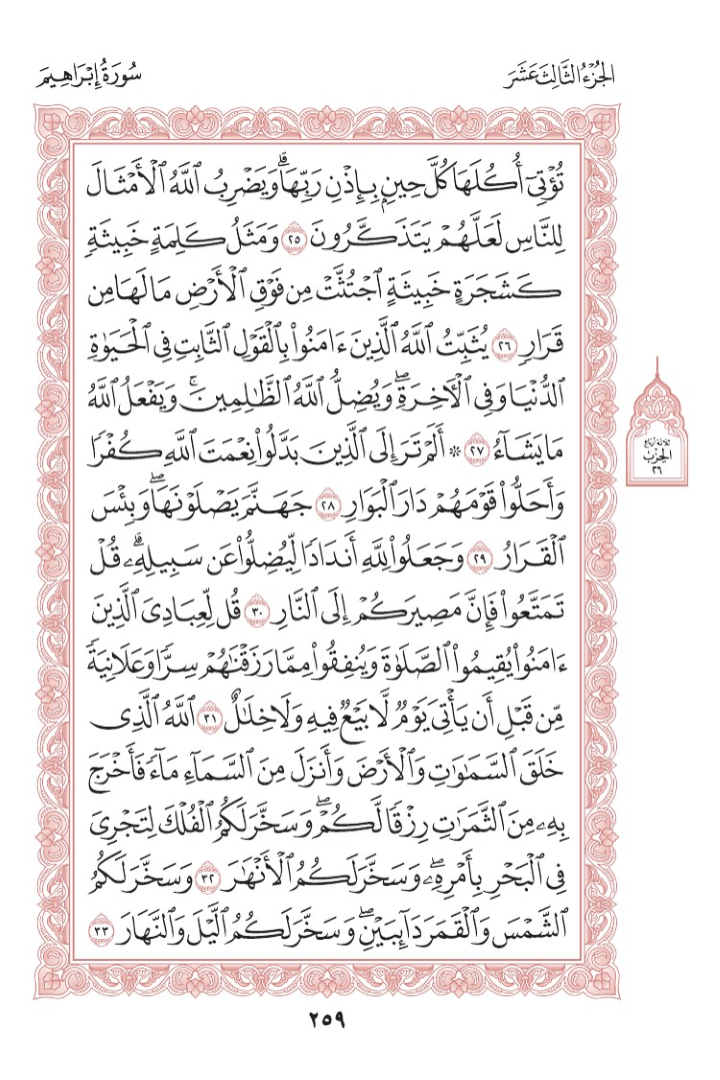 الجُزْءُ الثَّالِثَ عَشَرَ
سُورَةُ إِبْرَاهِيمَ
تُؤْتِيٓ أُكُلَهَا كُلَّ حِينِۭ بِإِذْنِ رَبِّهَاۗ وَيَضْرِبُ ٱللَّهُ ٱلْأَمْثَالَ
لِلنَّاسِ لَعَلَّهُمْ يَتَذَكَّرُونَ ٢٥ وَمَثَلُ كَلِمَةٍ خَبِيثَةٖ
كَشَجَرَةٍ خَبِيثَةٍ ٱجْتُثَّتْ مِن فَوْقِ ٱلْأَرْضِ مَا لَهَا مِن
قَرَارٖ ٢٦ يُثَبِّتُ ٱللَّهُ ٱلَّذِينَ ءَامَنُوا۟ بِٱلْقَوْلِ ٱلثَّابِتِ فِي ٱلْحَيَوٰةِ
ٱلدُّنْيَا وَفِي ٱلْأٓخِرَةِۖ وَيُضِلُّ ٱللَّهُ ٱلظَّٰلِمِينَۚ وَيَفْعَلُ ٱللَّهُ
مَا يَشَآءُ ٢٧ ۞ أَلَمْ تَرَ إِلَى ٱلَّذِينَ بَدَّلُوا۟ نِعْمَتَ ٱللَّهِ كُفْرٗا
وَأَحَلُّوا۟ قَوْمَهُمْ دَارَ ٱلْبَوَارِ ٢٨ جَهَنَّمَ يَصْلَوْنَهَاۖ وَبِئْسَ
ٱلْقَرَارُ ٢٩ وَجَعَلُوا۟ لِلَّهِ أَندَادٗا لِّيُضِلُّوا۟ عَن سَبِيلِهِۦۗ قُلْ
تَمَتَّعُوا۟ فَإِنَّ مَصِيرَكُمْ إِلَى ٱلنَّارِ ٣٠ قُل لِّعِبَادِيَ ٱلَّذِينَ
ءَامَنُوا۟ يُقِيمُوا۟ ٱلصَّلَوٰةَ وَيُنفِقُوا۟ مِمَّا رَزَقْنَٰهُمْ سِرّٗا وَعَلَانِيَةٗ
مِّن قَبْلِ أَن يَأْتِيَ يَوْمٞ لَّا بَيْعٞ فِيهِ وَلَا خِلَٰلٌ ٣١ ٱللَّهُ ٱلَّذِي
خَلَقَ ٱلسَّمَٰوَٰتِ وَٱلْأَرْضَ وَأَنزَلَ مِنَ ٱلسَّمَآءِ مَآءٗ فَأَخْرَجَ
بِهِۦ مِنَ ٱلثَّمَرَٰتِ رِزْقٗا لَّكُمْۖ وَسَخَّرَ لَكُمُ ٱلْفُلْكَ لِتَجْرِيَ
فِي ٱلْبَحْرِ بِأَمْرِهِۦۖ وَسَخَّرَ لَكُمُ ٱلْأَنْهَٰرَ ٣٢ وَسَخَّرَ لَكُمُ
ٱلشَّمْسَ وَٱلْقَمَرَ دَآئِبَيْنِۖ وَسَخَّرَ لَكُمُ ٱلَّيْلَ وَٱلنَّهَارَ ٣٣
ثلاثة أرباع
الحزب
٢٦
٢٥٩